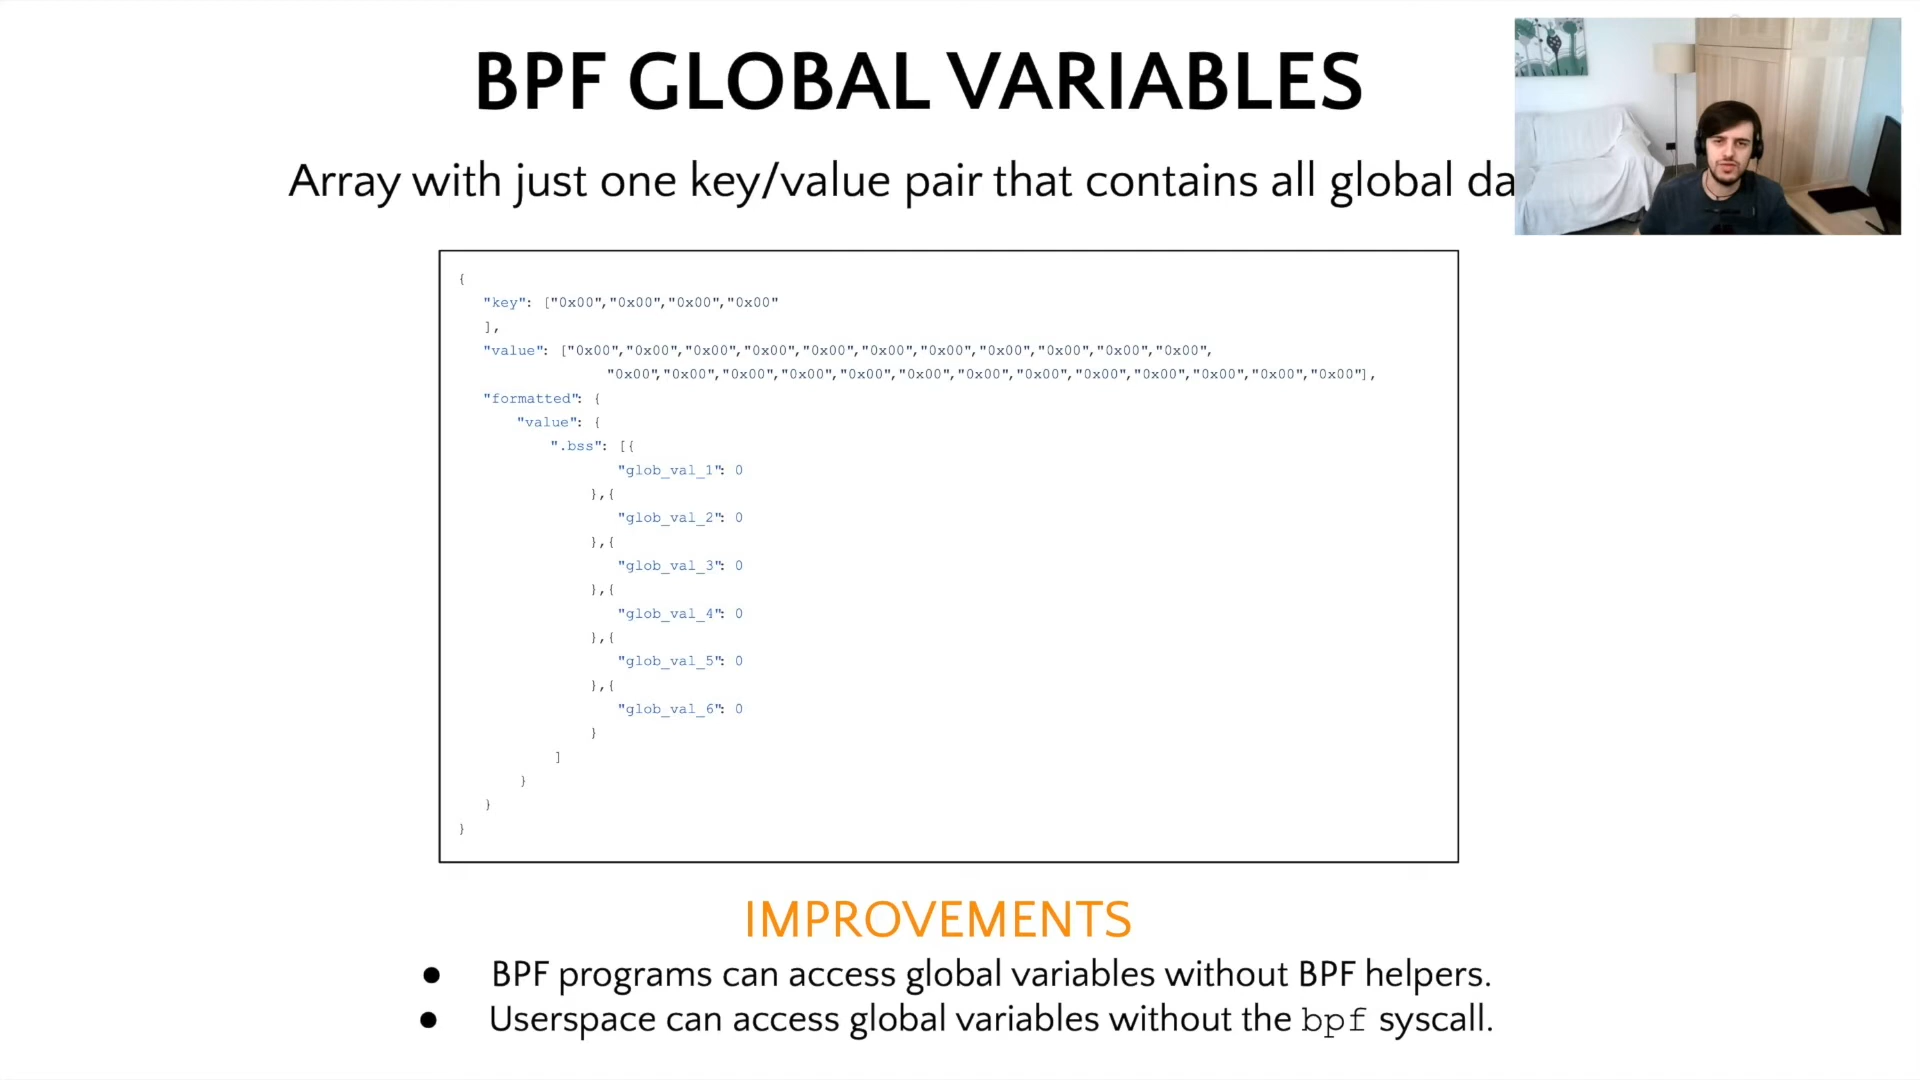 BPF GLOBAL VARIABLES
Array with just one key/value pair that contains all global da
{
"key": ["0x00","0x00","0x00","0x00"
],
"value": ["0x00","0x00","0x00","0x00","0x00","0x00","0x00","0x00","0x00","0x00","0x00",
"0x00","0x00","0x00","0x00","0x00","0x00","0x00","0x00","0x00","0x00","0x00","0x00","0x00"],
"formatted": {
"value": {
".bss": [{
"glob_val_1": 0
},{
"glob_val_2": 0
},{
"glob_val_3": 0
},{
"glob_val_4": 0
},{
"glob_val_5": 0
},{
"glob_val_6": 0
}
]
}
}
}
IMPROVEMENTS
● BPF programs can access global variables without BPF helpers.
● Userspace can access global variables without the bpf syscall.